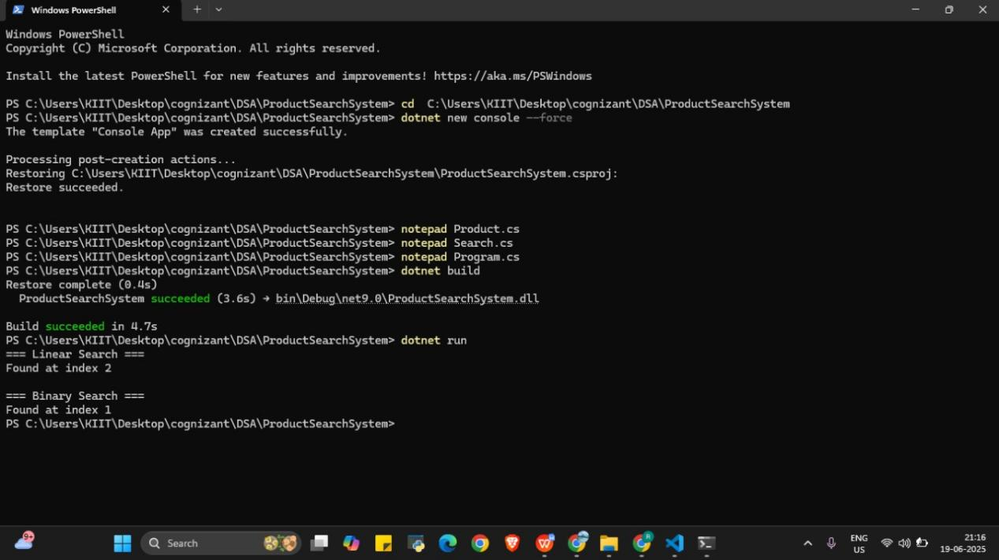 Windows PowerShell
Windows PowerShell
Copyright (C) Microsoft Corporation. All rights reserved.
Install the latest PowerShell for new features and improvements! https://aka.ms/PSWindows
PS C:\Users\KIIT\Desktop\cognizant\DSA\ProductSearchSystem> cd  C:\Users\KIIT\Desktop\cognizant\DSA\ProductSearchSystem
PS C:\Users\KIIT\Desktop\cognizant\DSA\ProductSearchSystem> dotnet new console --force
The template "Console App" was created successfully.
Processing post-creation actions...
Restoring C:\Users\KIIT\Desktop\cognizant\DSA\ProductSearchSystem\ProductSearchSystem.csproj:
Restore succeeded.
PS C:\Users\KIIT\Desktop\cognizant\DSA\ProductSearchSystem> notepad Product.cs
PS C:\Users\KIIT\Desktop\cognizant\DSA\ProductSearchSystem> notepad Search.cs
PS C:\Users\KIIT\Desktop\cognizant\DSA\ProductSearchSystem> notepad Program.cs
PS C:\Users\KIIT\Desktop\cognizant\DSA\ProductSearchSystem> dotnet build
Restore complete (0.4s)
  ProductSearchSystem succeeded (3.6s) → bin\Debug\net9.0\ProductSearchSystem.dll
Build succeeded in 4.7s
PS C:\Users\KIIT\Desktop\cognizant\DSA\ProductSearchSystem> dotnet run
=== Linear Search ===
Found at index 2
=== Binary Search ===
Found at index 1
PS C:\Users\KIIT\Desktop\cognizant\DSA\ProductSearchSystem>
9+
Search
R
ENG
US
21:16
19-06-2025